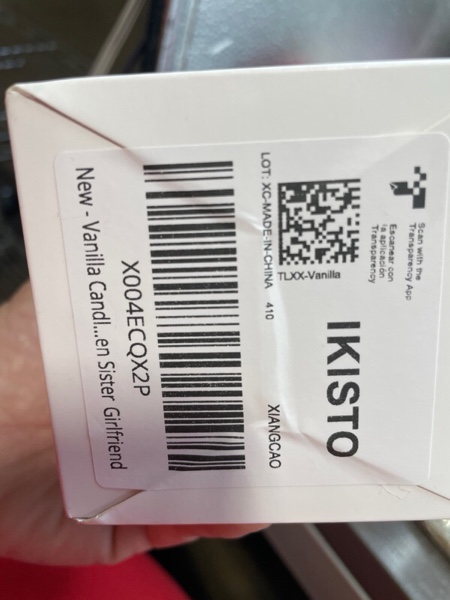 Scan with the
Transparency App
Escanear con
la aplicación
Transparency
IKISTO
TLXX-Vanilla
LOT: XC-MADE-IN-CHINA 410
XIANGCAO
X004ECQX2P
New - Vanilla Candl...en Sister Girlfriend